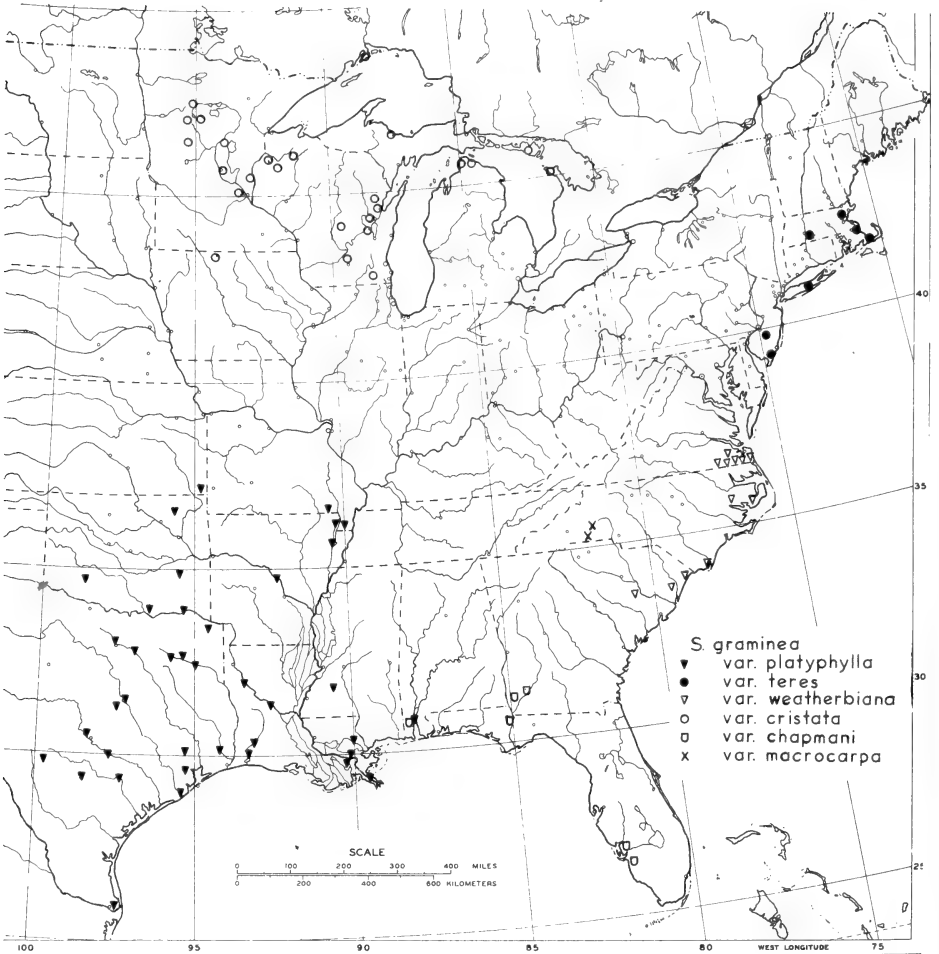 40
35
30
25
S. graminea
var. platyphylla
var. teres
var. weatherbiana
var. cristata
var. chapmani
var. macrocarpa
SCALE
0 100 200 300 400 MILES
0 200 400 600 KILOMETERS
100 95 90 85 80 WEST LONGITUDE 75